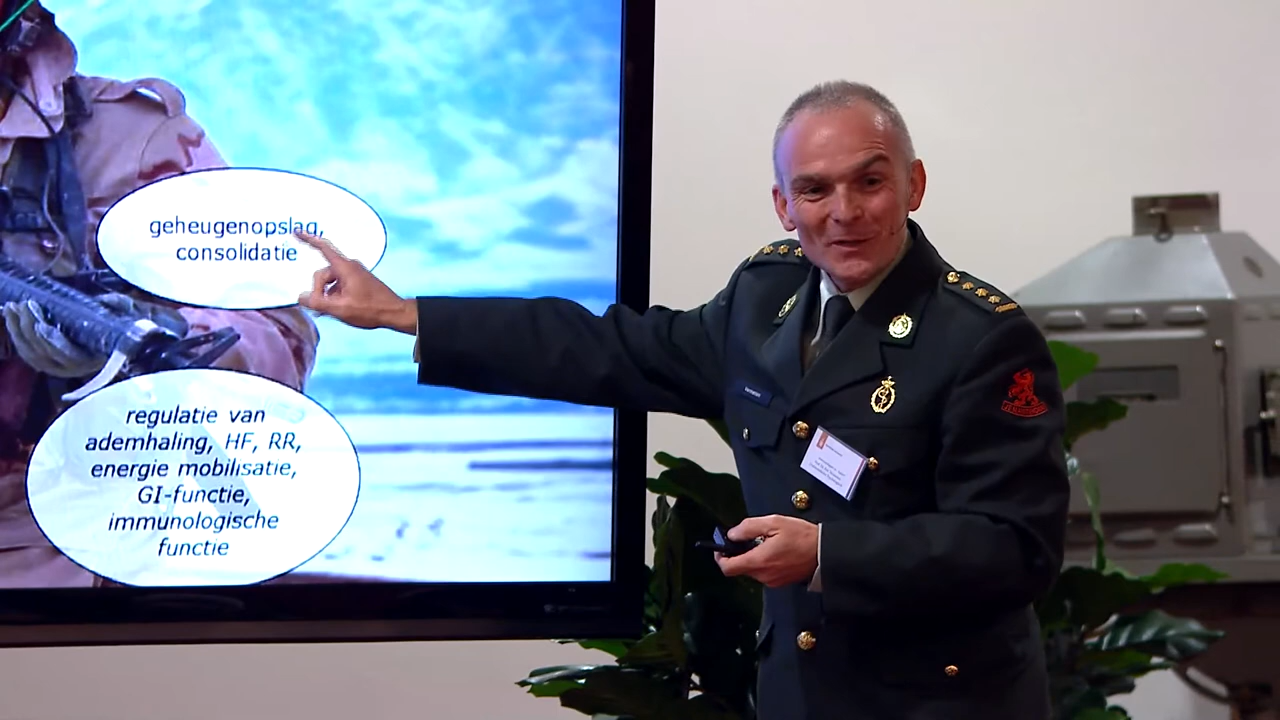 geheugenopslag,
consolidatie
regulatie van
ademhaling, HF, RR,
energie mobilisatie,
GI-functie,
immunologische
functie